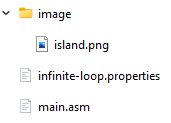 image
island.png
infinite-loop.properties
main.asm